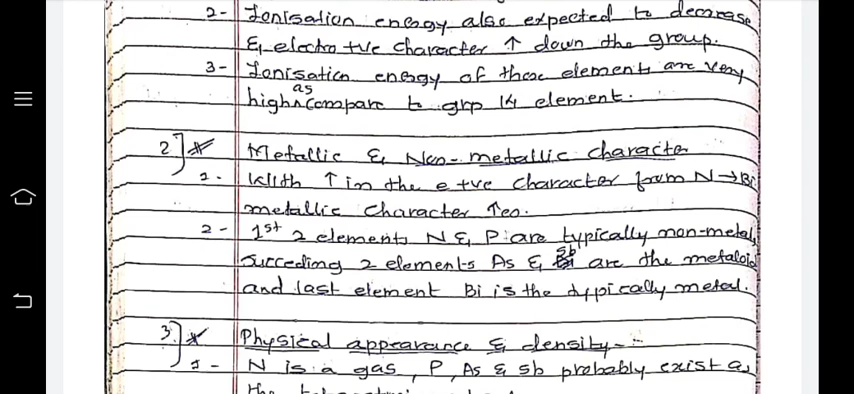 2- Ionisation energy also expected to decrease
& electro +ve character ↑ down the group.
3- Ionisation energy of these elements are very
high as compare to grp 14 element.
2] * Metallic & Non-metallic character
1. With ↑ in the e +ve character from N → Bi
metallic character ↑es.
2- 1st 2 elements N & P are typically non-metal,
succeding 2 elements As & Sb are the metaloid
and last element Bi is the typically metal.
3] * Physical appearance & density -:
1- N is a gas, P, As & Sb probably exist as
the